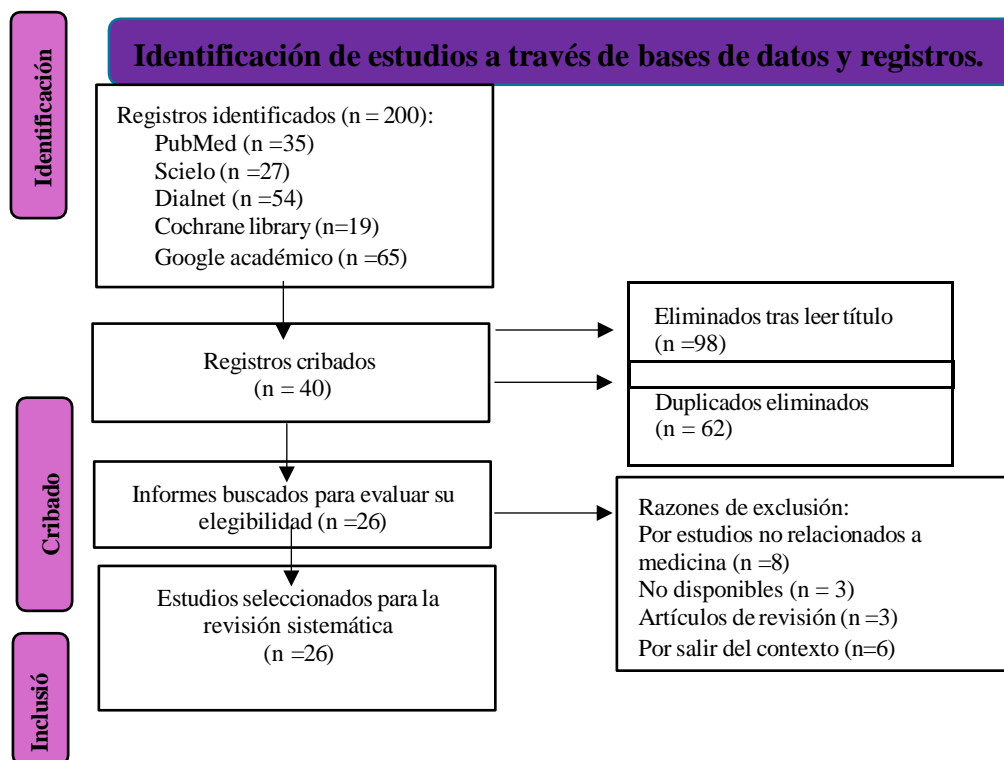 Identificación de estudios a través de bases de datos y registros.
Identificación
Registros identificados (n = 200):
PubMed (n =35)
Scielo (n =27)
Dialnet (n =54)
Cochrane library (n=19)
Google académico (n =65)
Registros cribados
(n = 40)
Eliminados tras leer título
(n =98)
Duplicados eliminados
(n = 62)
Cribado
Informes buscados para evaluar su
elegibilidad (n =26)
Razones de exclusión:
Por estudios no relacionados a
medicina (n =8)
No disponibles (n = 3)
Artículos de revisión (n =3)
Por salir del contexto (n=6)
Estudios seleccionados para la
revisión sistemática
(n =26)
Inclusió